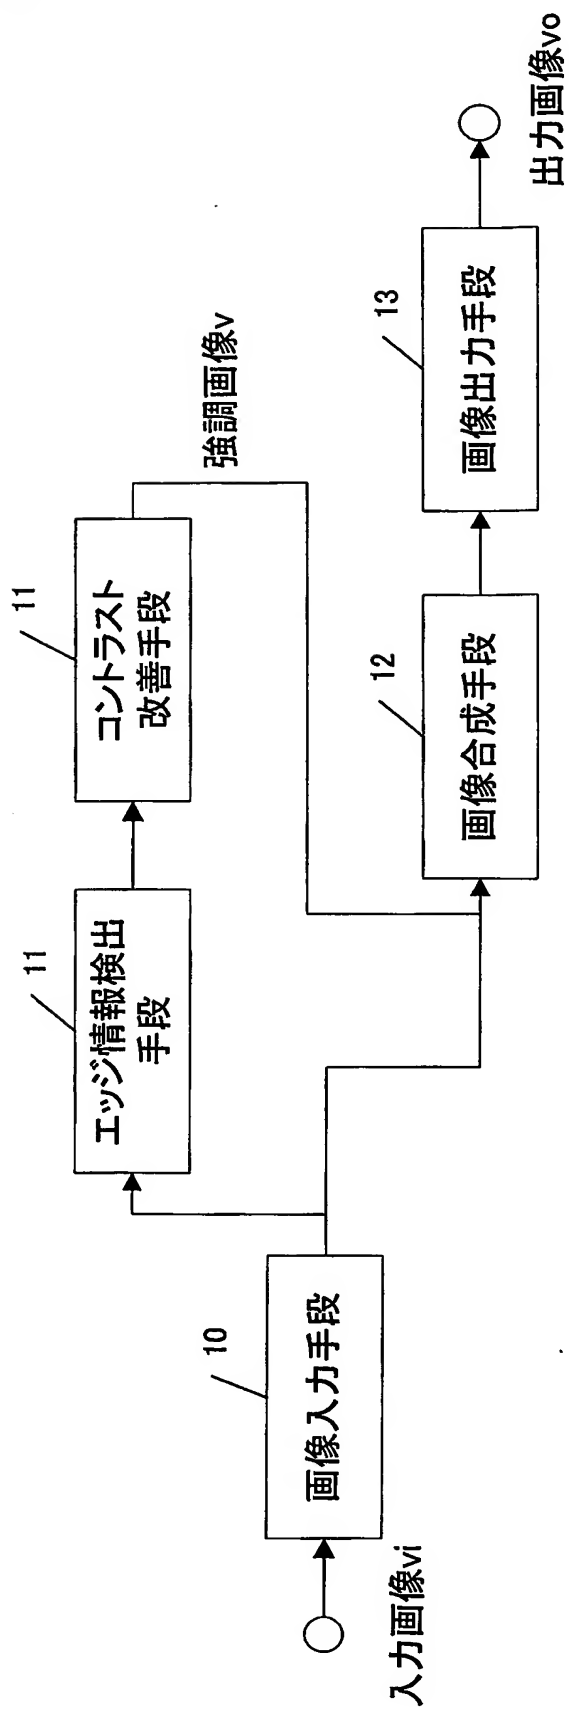 入力画像vi
10
画像入力手段
11
エッジ情報検出
手段
11
コントラスト
改善手段
強調画像v
12
画像合成手段
13
画像出力手段
出力画像vo